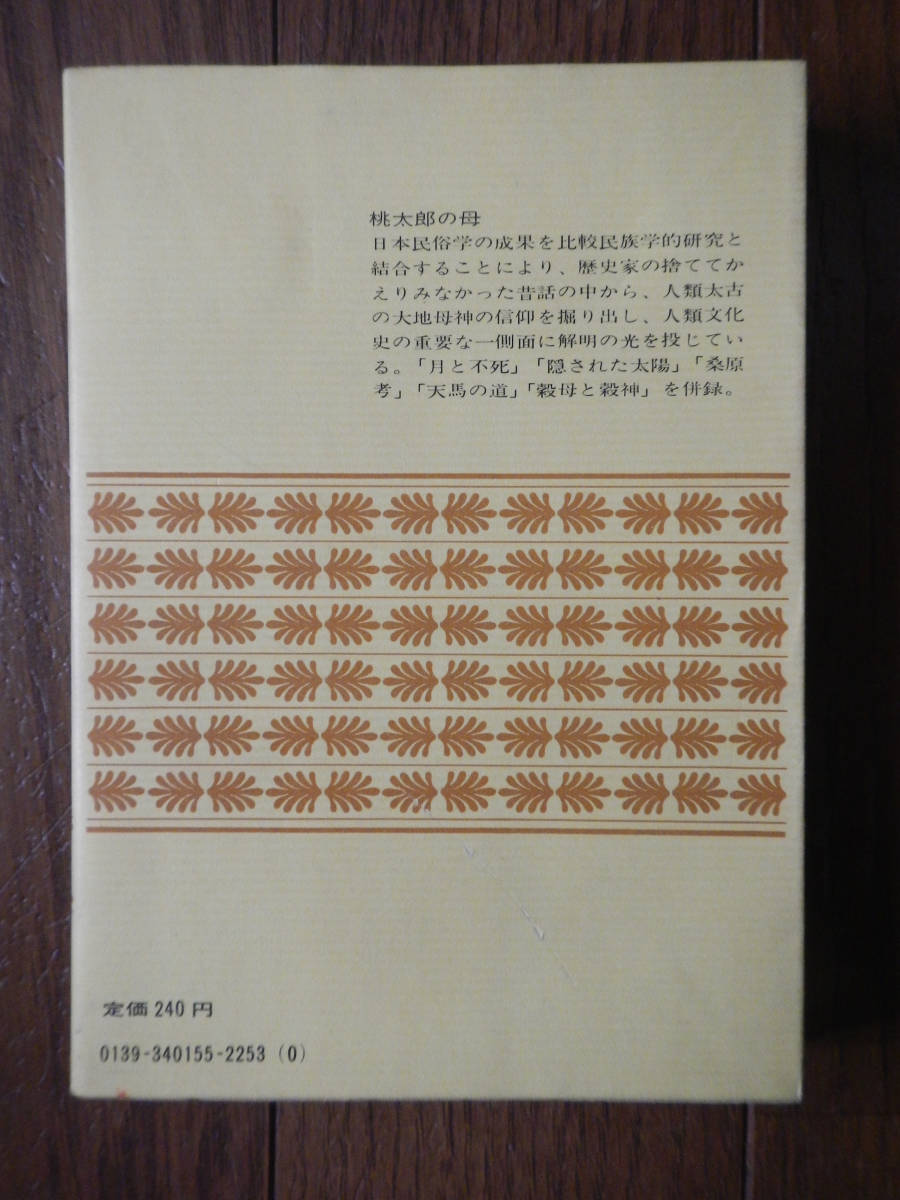 桃太郎の母
日本民俗学の成果を比較民族学的研究と
結合することにより、歴史家の捨ててか
えりみなかった昔話の中から、人類太古
の大地母神の信仰を掘り出し、人類文化
史の重要な一側面に解明の光を投じてい
る。「月と不死」「隠された太陽」「桑原
考」「天馬の道」「穀母と穀神」を併録。
定価240円
0139-340155-2253 (0)